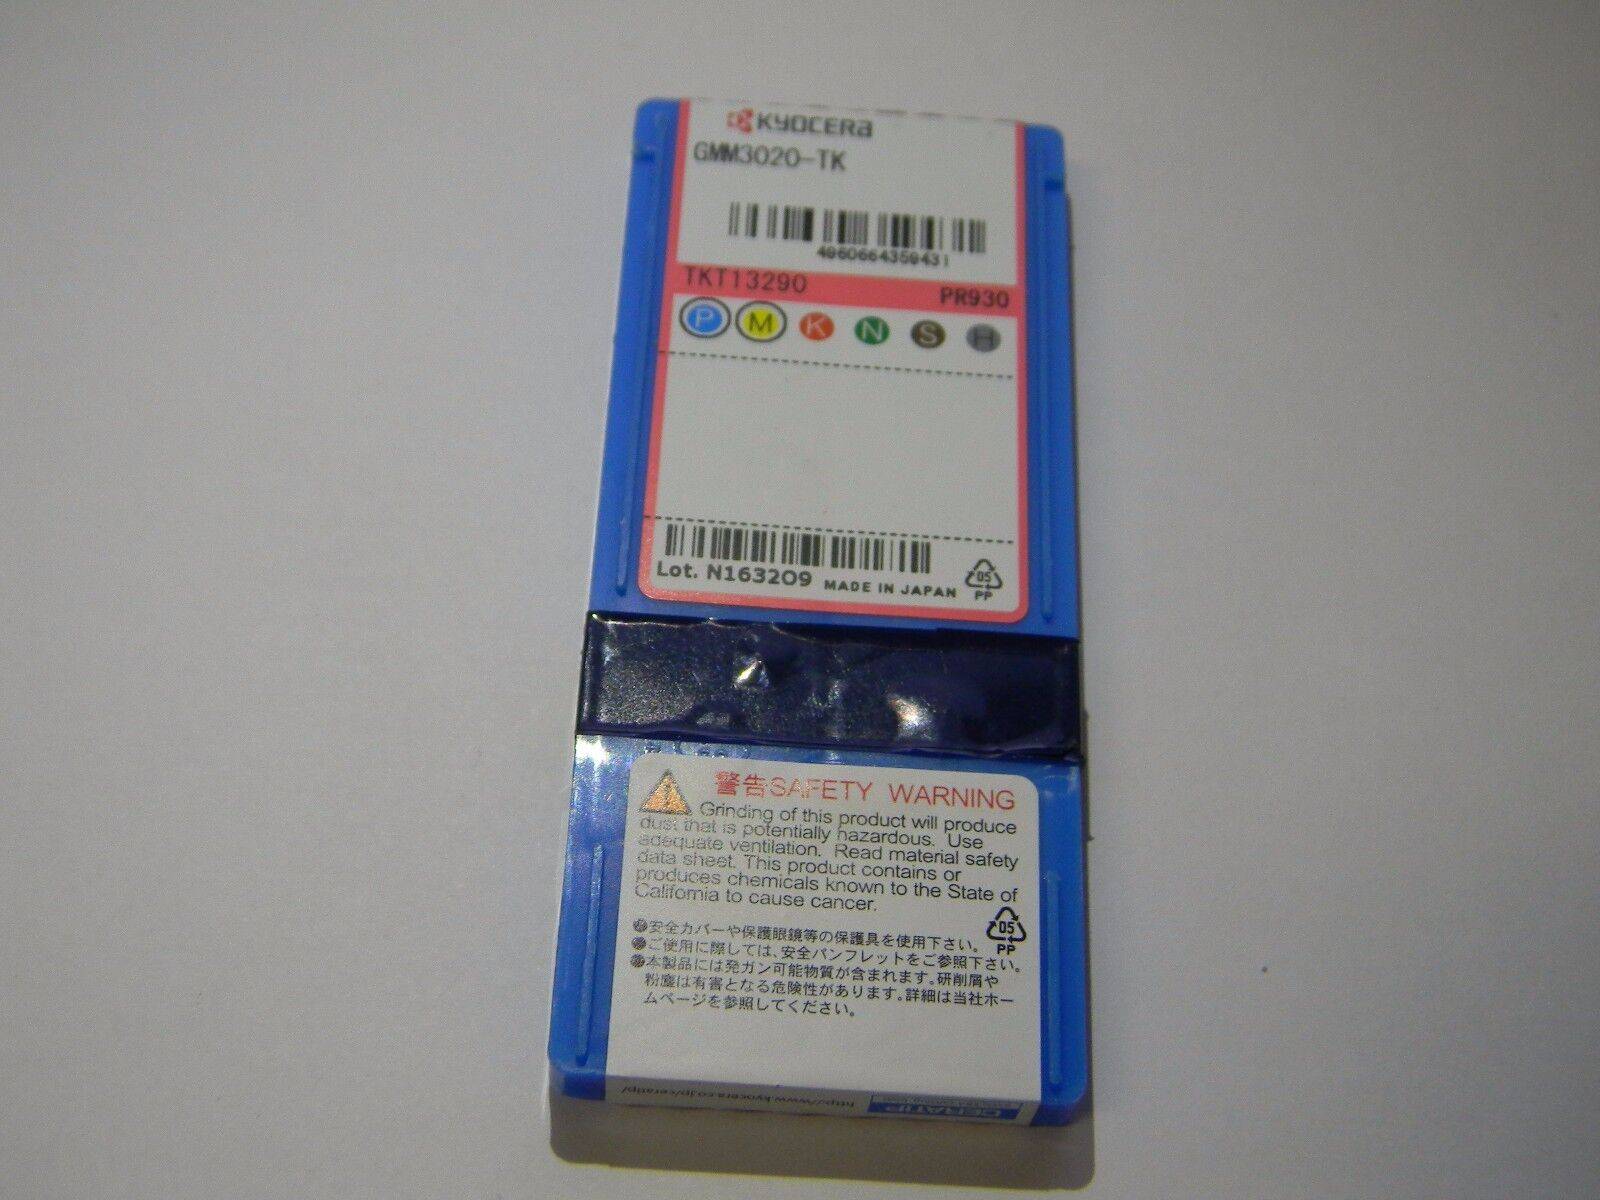 KYOCERA
GMM3020-TK
4960664359431
TKT13290 PR930
P M K N S H
Lot. N163209 MADE IN JAPAN
05
PP
警告SAFETY WARNING
Grinding of this product will produce
dust that is potentially hazardous. Use
adequate ventilation. Read material safety
data sheet. This product contains or
produces chemicals known to the State of
California to cause cancer.
05
PP
●安全カバーや保護眼鏡等の保護具を使用下さい。
●ご使用に際しては、安全パンフレットをご参照下さい。
●本製品には発ガン可能物質が含まれます。研削屑や
粉塵は有害となる危険性があります。詳細は当社ホー
ムページを参照してください。
CERATIP
http://www.kyocera.co.jp/ceratip/